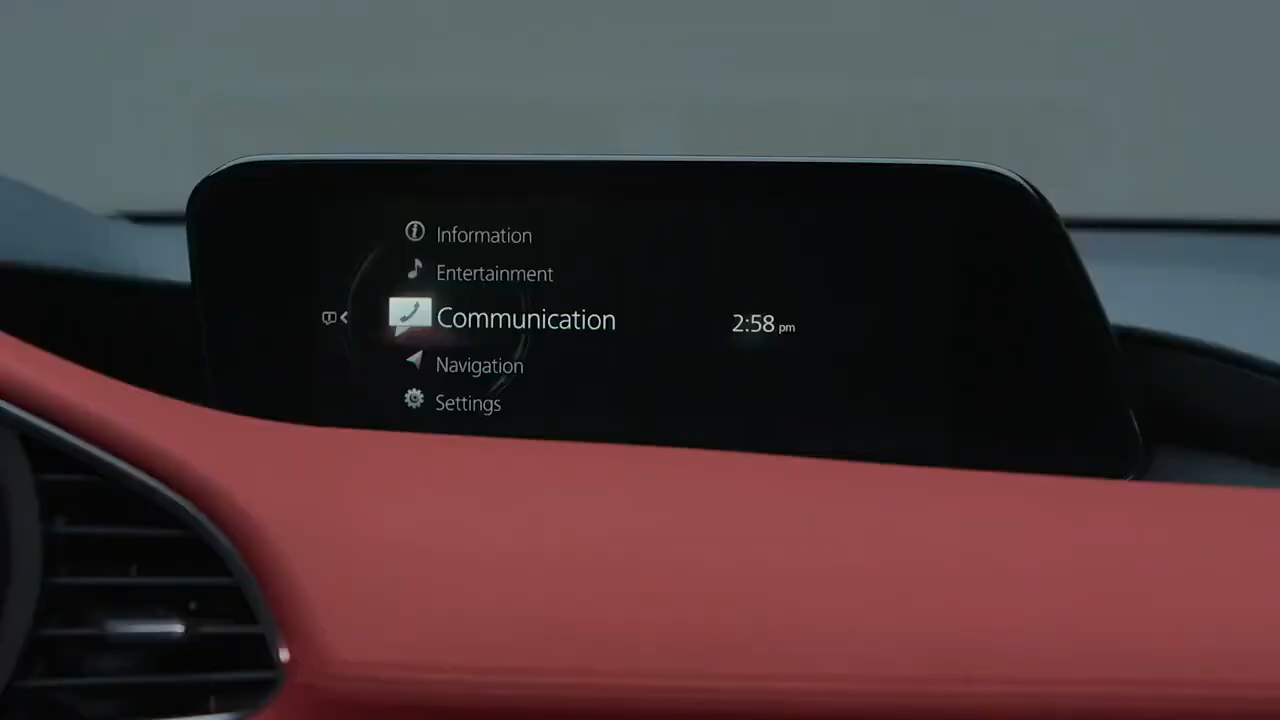 Information
Entertainment
Communication
2:58 pm
Navigation
Settings